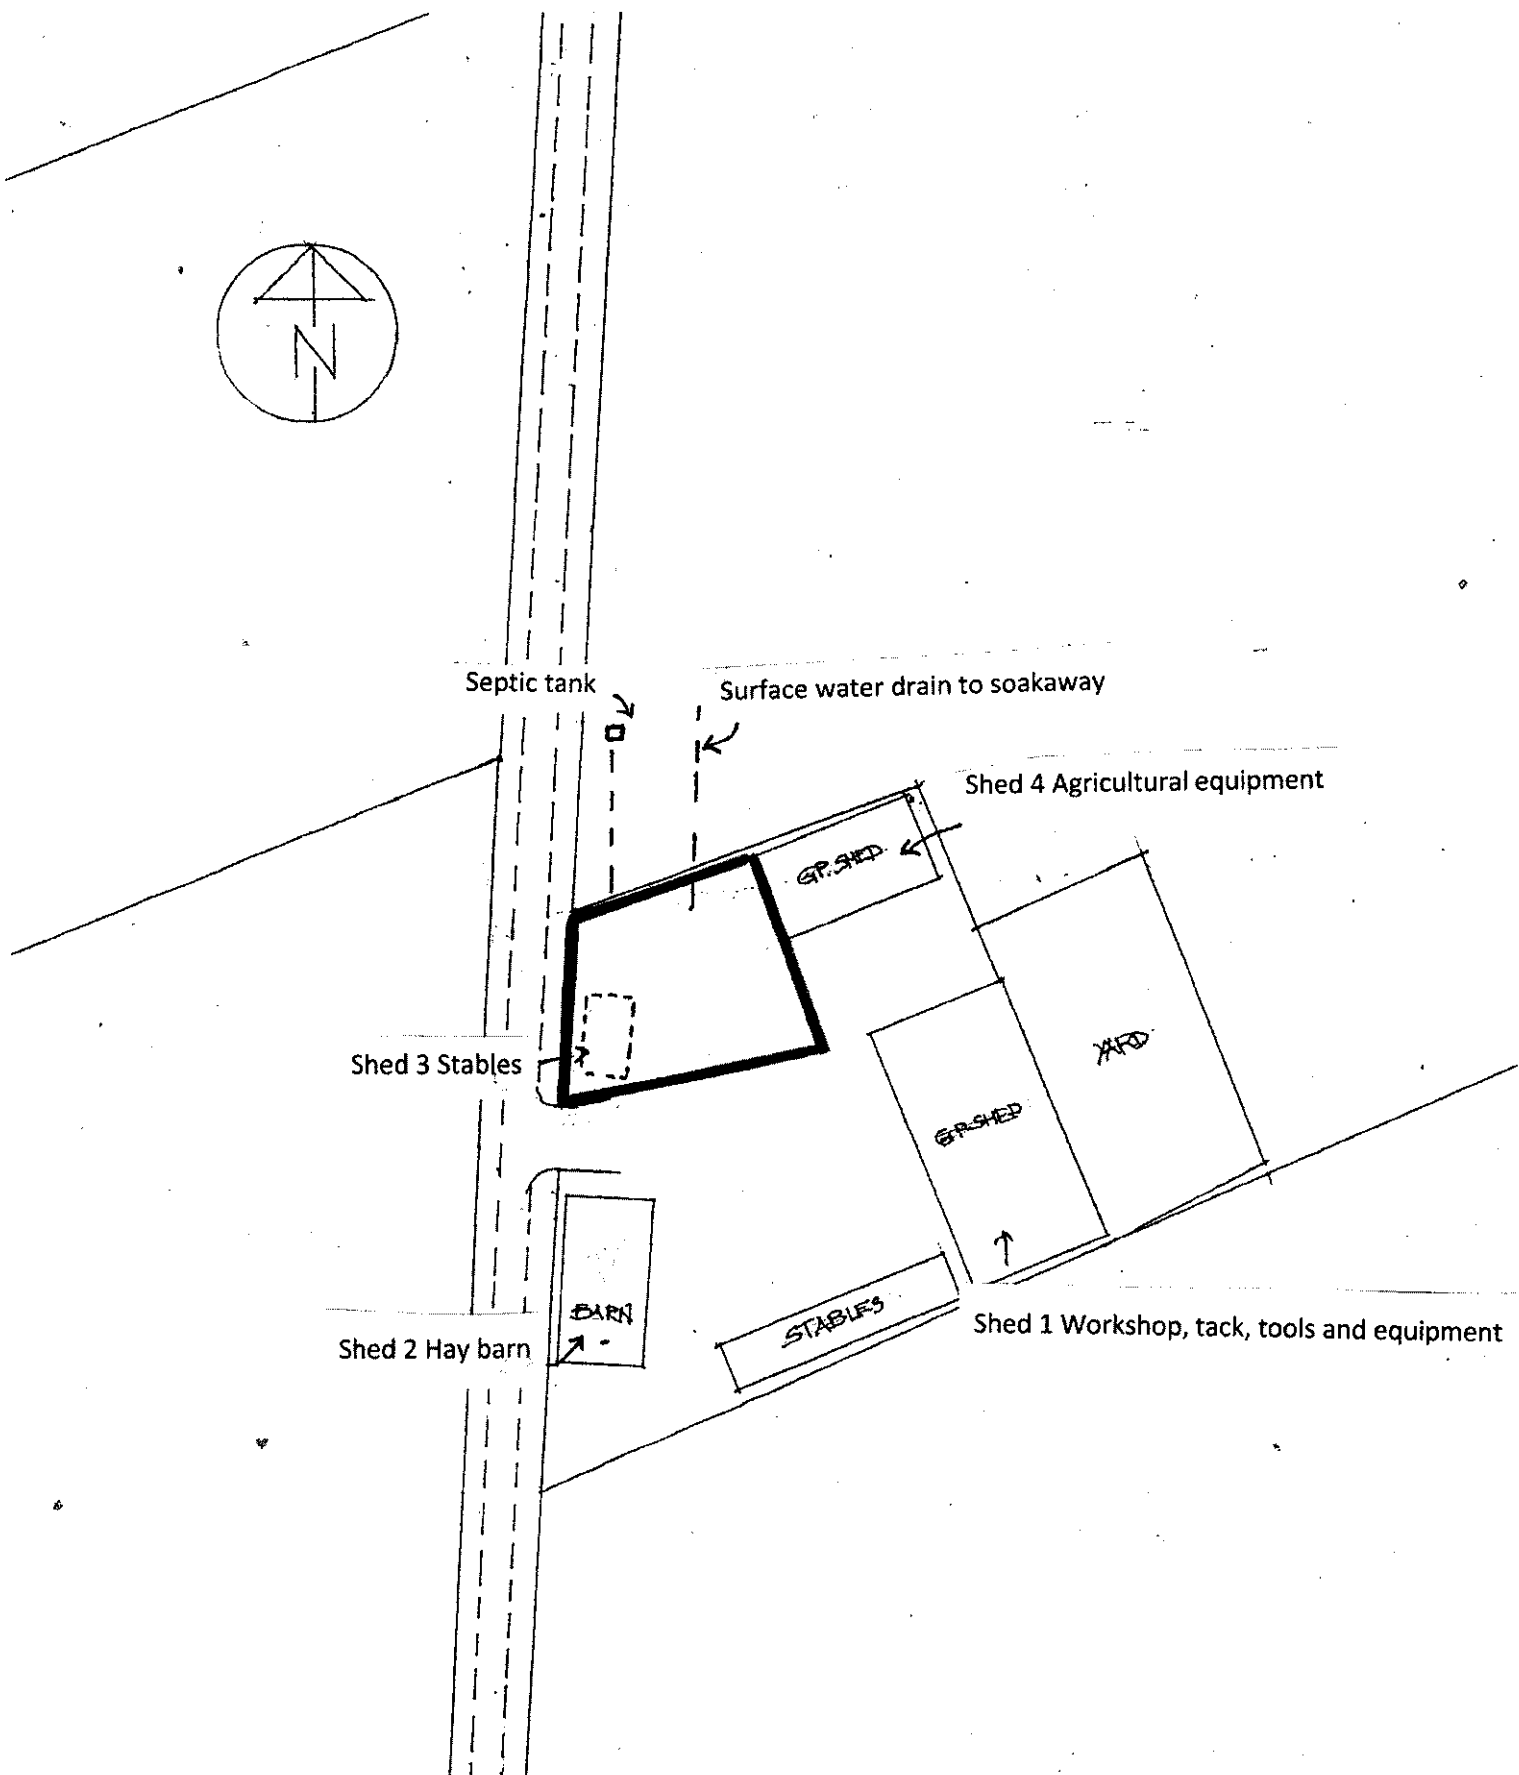 N
Septic tank
Surface water drain to soakaway
Shed 4 Agricultural equipment
GP. SHED
YARD
Shed 3 Stables
GP. SHED
BARN
STABLES
Shed 2 Hay barn
Shed 1 Workshop, tack, tools and equipment